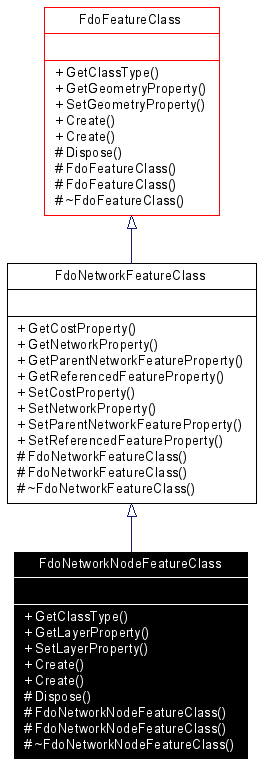 FdoFeatureClass
+ GetClassType()
+ GetGeometryProperty()
+ SetGeometryProperty()
+ Create()
+ Create()
# Dispose()
# FdoFeatureClass()
# FdoFeatureClass()
# ~FdoFeatureClass()
FdoNetworkFeatureClass
+ GetCostProperty()
+ GetNetworkProperty()
+ GetParentNetworkFeatureProperty()
+ GetReferencedFeatureProperty()
+ SetCostProperty()
+ SetNetworkProperty()
+ SetParentNetworkFeatureProperty()
+ SetReferencedFeatureProperty()
# FdoNetworkFeatureClass()
# FdoNetworkFeatureClass()
# ~FdoNetworkFeatureClass()
FdoNetworkNodeFeatureClass
+ GetClassType()
+ GetLayerProperty()
+ SetLayerProperty()
+ Create()
+ Create()
# Dispose()
# FdoNetworkNodeFeatureClass()
# FdoNetworkNodeFeatureClass()
# ~FdoNetworkNodeFeatureClass()